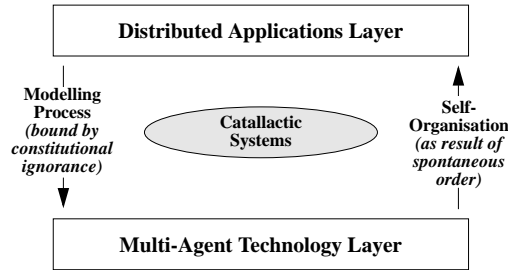 Distributed Applications Layer
Modelling
Process
(bound by
constitutional
ignorance)
Catallactic
Systems
Self-
Organisation
(as result of
spontaneous
order)
Multi-Agent Technology Layer